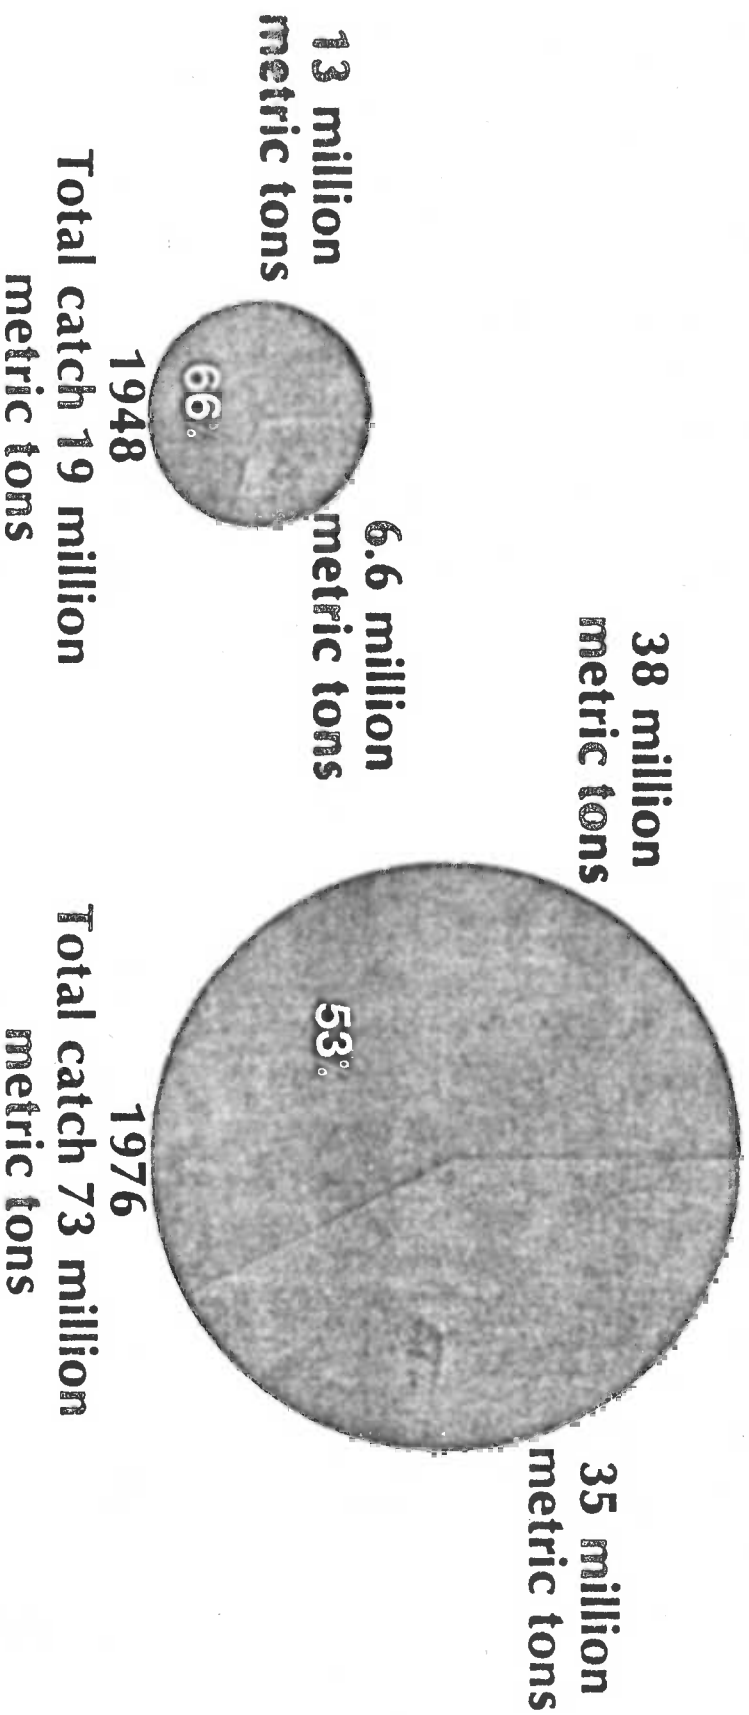 13 million
metric tons
66%
6.6 million
metric tons
1948
Total catch 19 million
metric tons
38 million
metric tons
53%
35 million
metric tons
1976
Total catch 73 million
metric tons